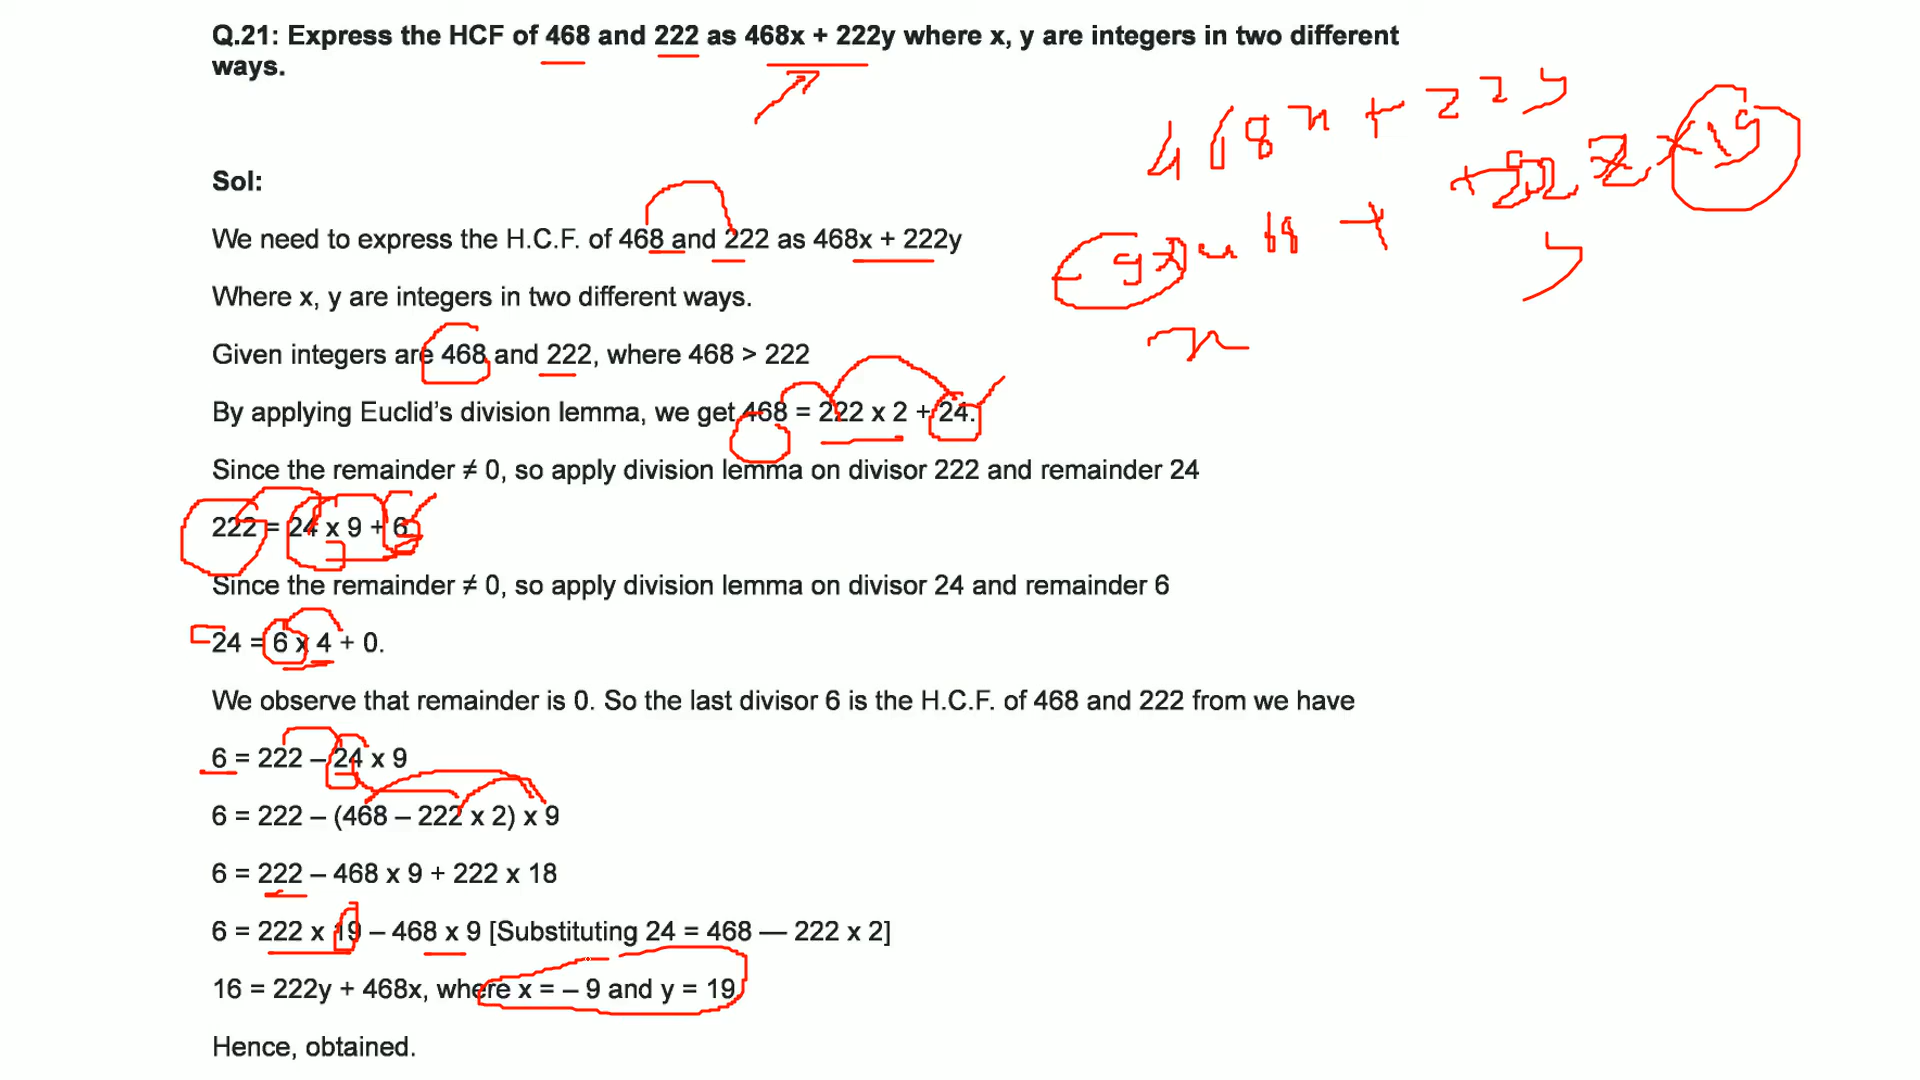 Q.21: Express the HCF of 468 and 222 as 468x + 222y where x, y are integers in two different
ways.
468x + 22y
Sol:
We need to express the H.C.F. of 468 and 222 as 468x + 222y
Where x, y are integers in two different ways.
Given integers are 468 and 222, where 468 > 222
By applying Euclid's division lemma, we get 468 = 222 x 2 + 24.
Since the remainder ≠ 0, so apply division lemma on divisor 222 and remainder 24
222 = 24 x 9 + 6
Since the remainder ≠ 0, so apply division lemma on divisor 24 and remainder 6
24 = 6 x 4 + 0.
We observe that remainder is 0. So the last divisor 6 is the H.C.F. of 468 and 222 from we have
6 = 222 – 24 x 9
6 = 222 – (468 – 222 x 2) x 9
6 = 222 – 468 x 9 + 222 x 18
6 = 222 x 19 – 468 x 9 [Substituting 24 = 468 — 222 x 2]
16 = 222y + 468x, where x = – 9 and y = 19
Hence, obtained.